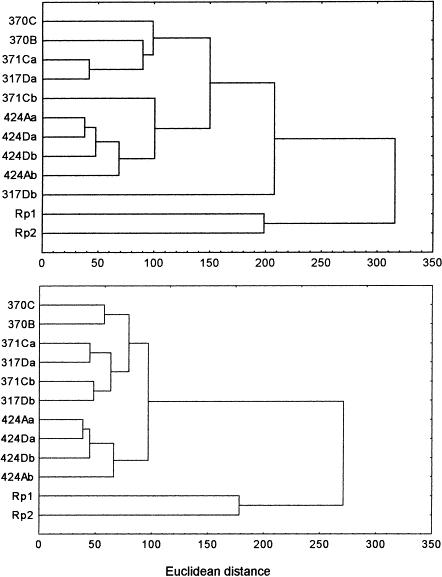 370C
370B
371Ca
317Da
371Cb
424Aa
424Da
424Db
424Ab
317Db
Rp1
Rp2
0 50 100 150 200 250 300 350
370C
370B
371Ca
317Da
371Cb
317Db
424Aa
424Da
424Db
424Ab
Rp1
Rp2
0 50 100 150 200 250 300 350
Euclidean distance